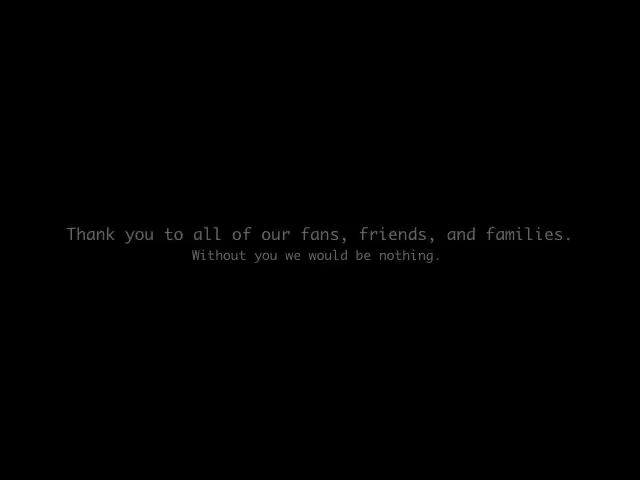 Thank you to all of our fans, friends, and families.
Without you we would be nothing.